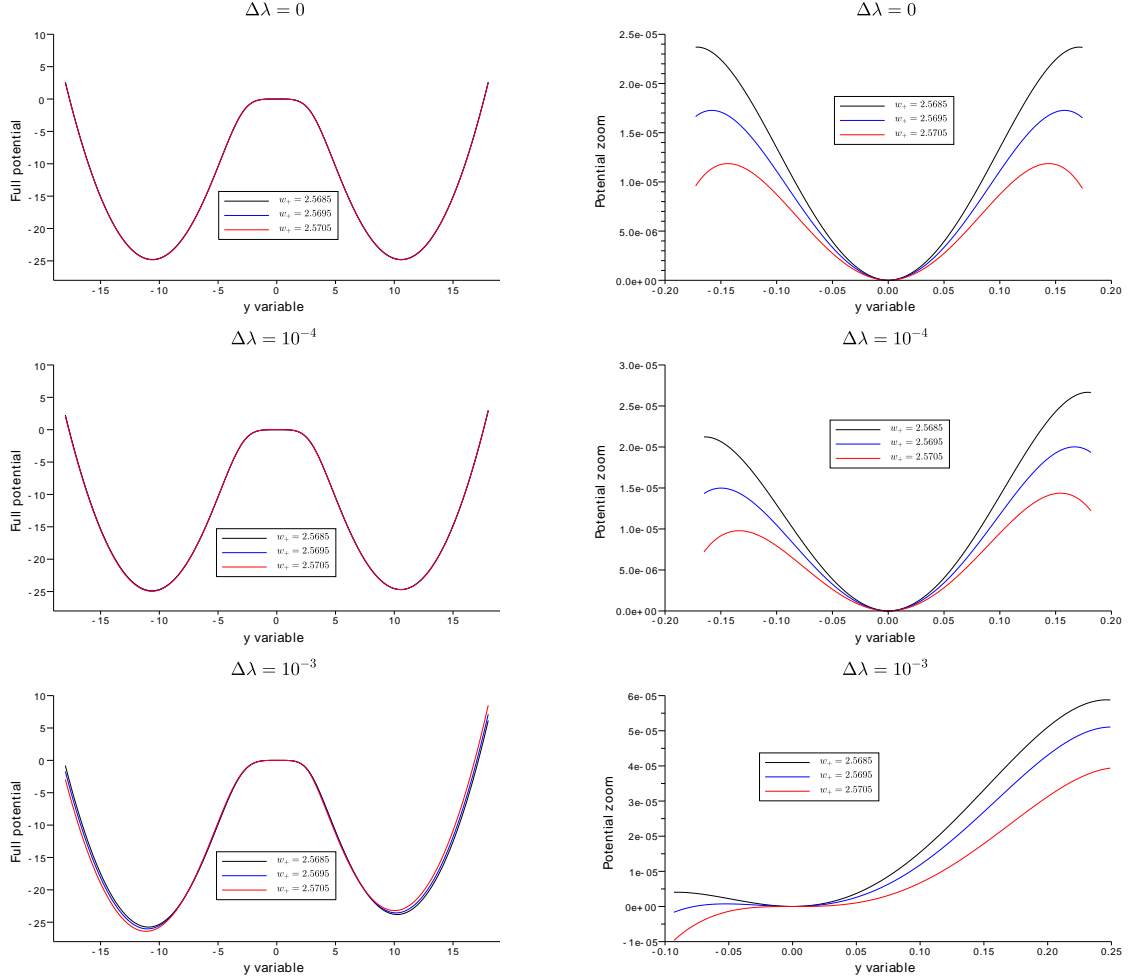 Δλ = 0
Full potential
10
5
0
-5
-10
-15
-20
-25
w₊ = 2.5685
w₊ = 2.5695
w₊ = 2.5705
-15 -10 -5 0 5 10 15
y variable
Δλ = 0
Potential zoom
2.5e-05
2.0e-05
1.5e-05
1.0e-05
5.0e-06
0.0e+00
w₊ = 2.5685
w₊ = 2.5695
w₊ = 2.5705
-0.20 -0.15 -0.10 -0.05 0.00 0.05 0.10 0.15 0.20
y variable
Δλ = 10⁻⁴
Full potential
10
5
0
-5
-10
-15
-20
-25
w₊ = 2.5685
w₊ = 2.5695
w₊ = 2.5705
-15 -10 -5 0 5 10 15
y variable
Δλ = 10⁻⁴
Potential zoom
3.0e-05
2.5e-05
2.0e-05
1.5e-05
1.0e-05
5.0e-06
0.0e+00
w₊ = 2.5685
w₊ = 2.5695
w₊ = 2.5705
-0.20 -0.15 -0.10 -0.05 0.00 0.05 0.10 0.15 0.20
y variable
Δλ = 10⁻³
Full potential
10
5
0
-5
-10
-15
-20
-25
w₊ = 2.5685
w₊ = 2.5695
w₊ = 2.5705
-15 -10 -5 0 5 10 15
y variable
Δλ = 10⁻³
Potential zoom
6e-05
5e-05
4e-05
3e-05
2e-05
1e-05
0e+00
-1e-05
w₊ = 2.5685
w₊ = 2.5695
w₊ = 2.5705
-0.10 -0.05 0.00 0.05 0.10 0.15 0.20 0.25
y variable